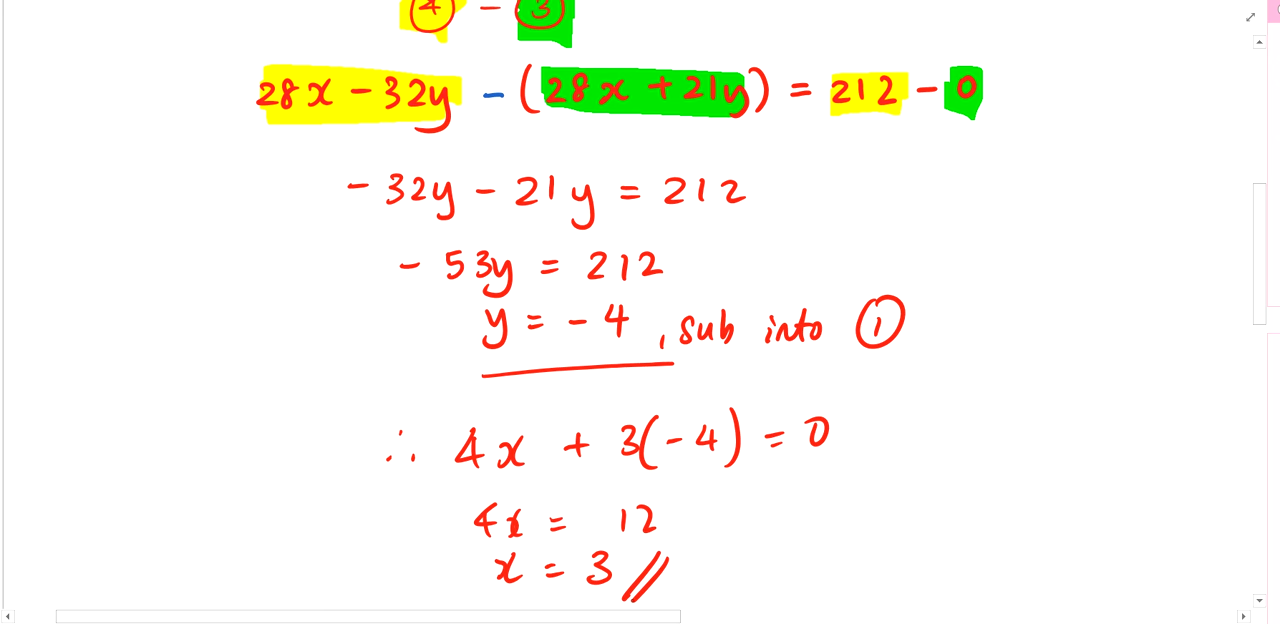 ④ - ③
28x - 32y - (28x + 21y) = 212 - 0
- 32y - 21y = 212
- 53y = 212
y = - 4 , sub into ①
∴ 4x + 3(-4) = 0
4x = 12
x = 3 //